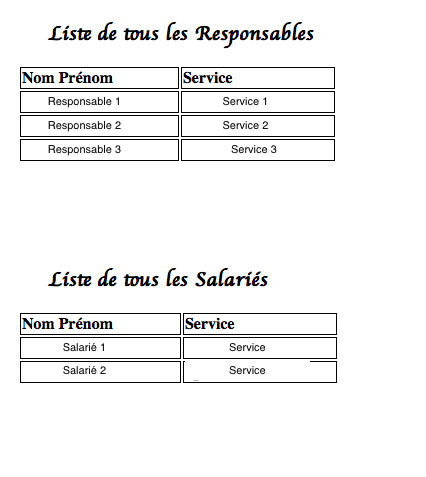 Liste de tous les Responsables
Nom Prénom Service
Responsable 1 Service 1
Responsable 2 Service 2
Responsable 3 Service 3
Liste de tous les Salariés
Nom Prénom Service
Salarié 1 Service
Salarié 2 Service